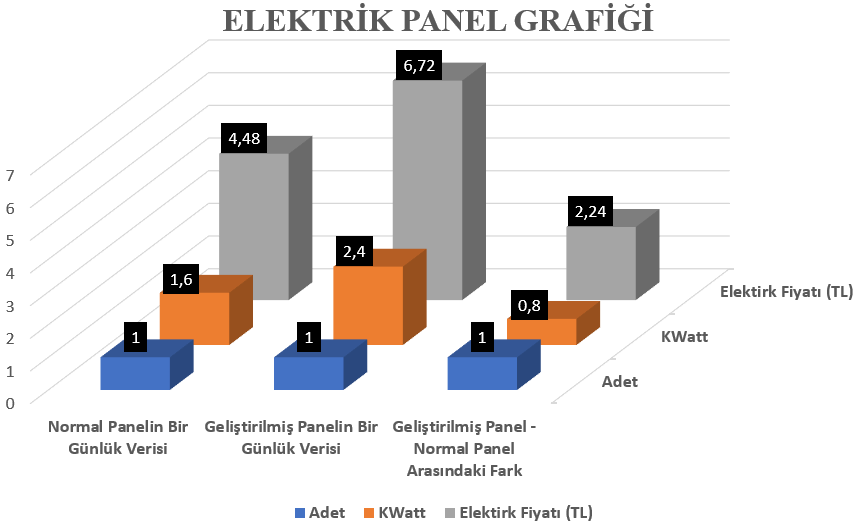 ELEKTRİK PANEL GRAFİĞİ
6,72
4,48
7
6
5
4
3
2
1
0
2,24
2,4
1,6
0,8
1
1
1
Elektirk Fiyatı (TL)
KWatt
Adet
Normal Panelin Bir
Günlük Verisi
Geliştirilmiş Panelin Bir
Günlük Verisi
Geliştirilmiş Panel -
Normal Panel
Arasındaki Fark
Adet
KWatt
Elektirk Fiyatı (TL)